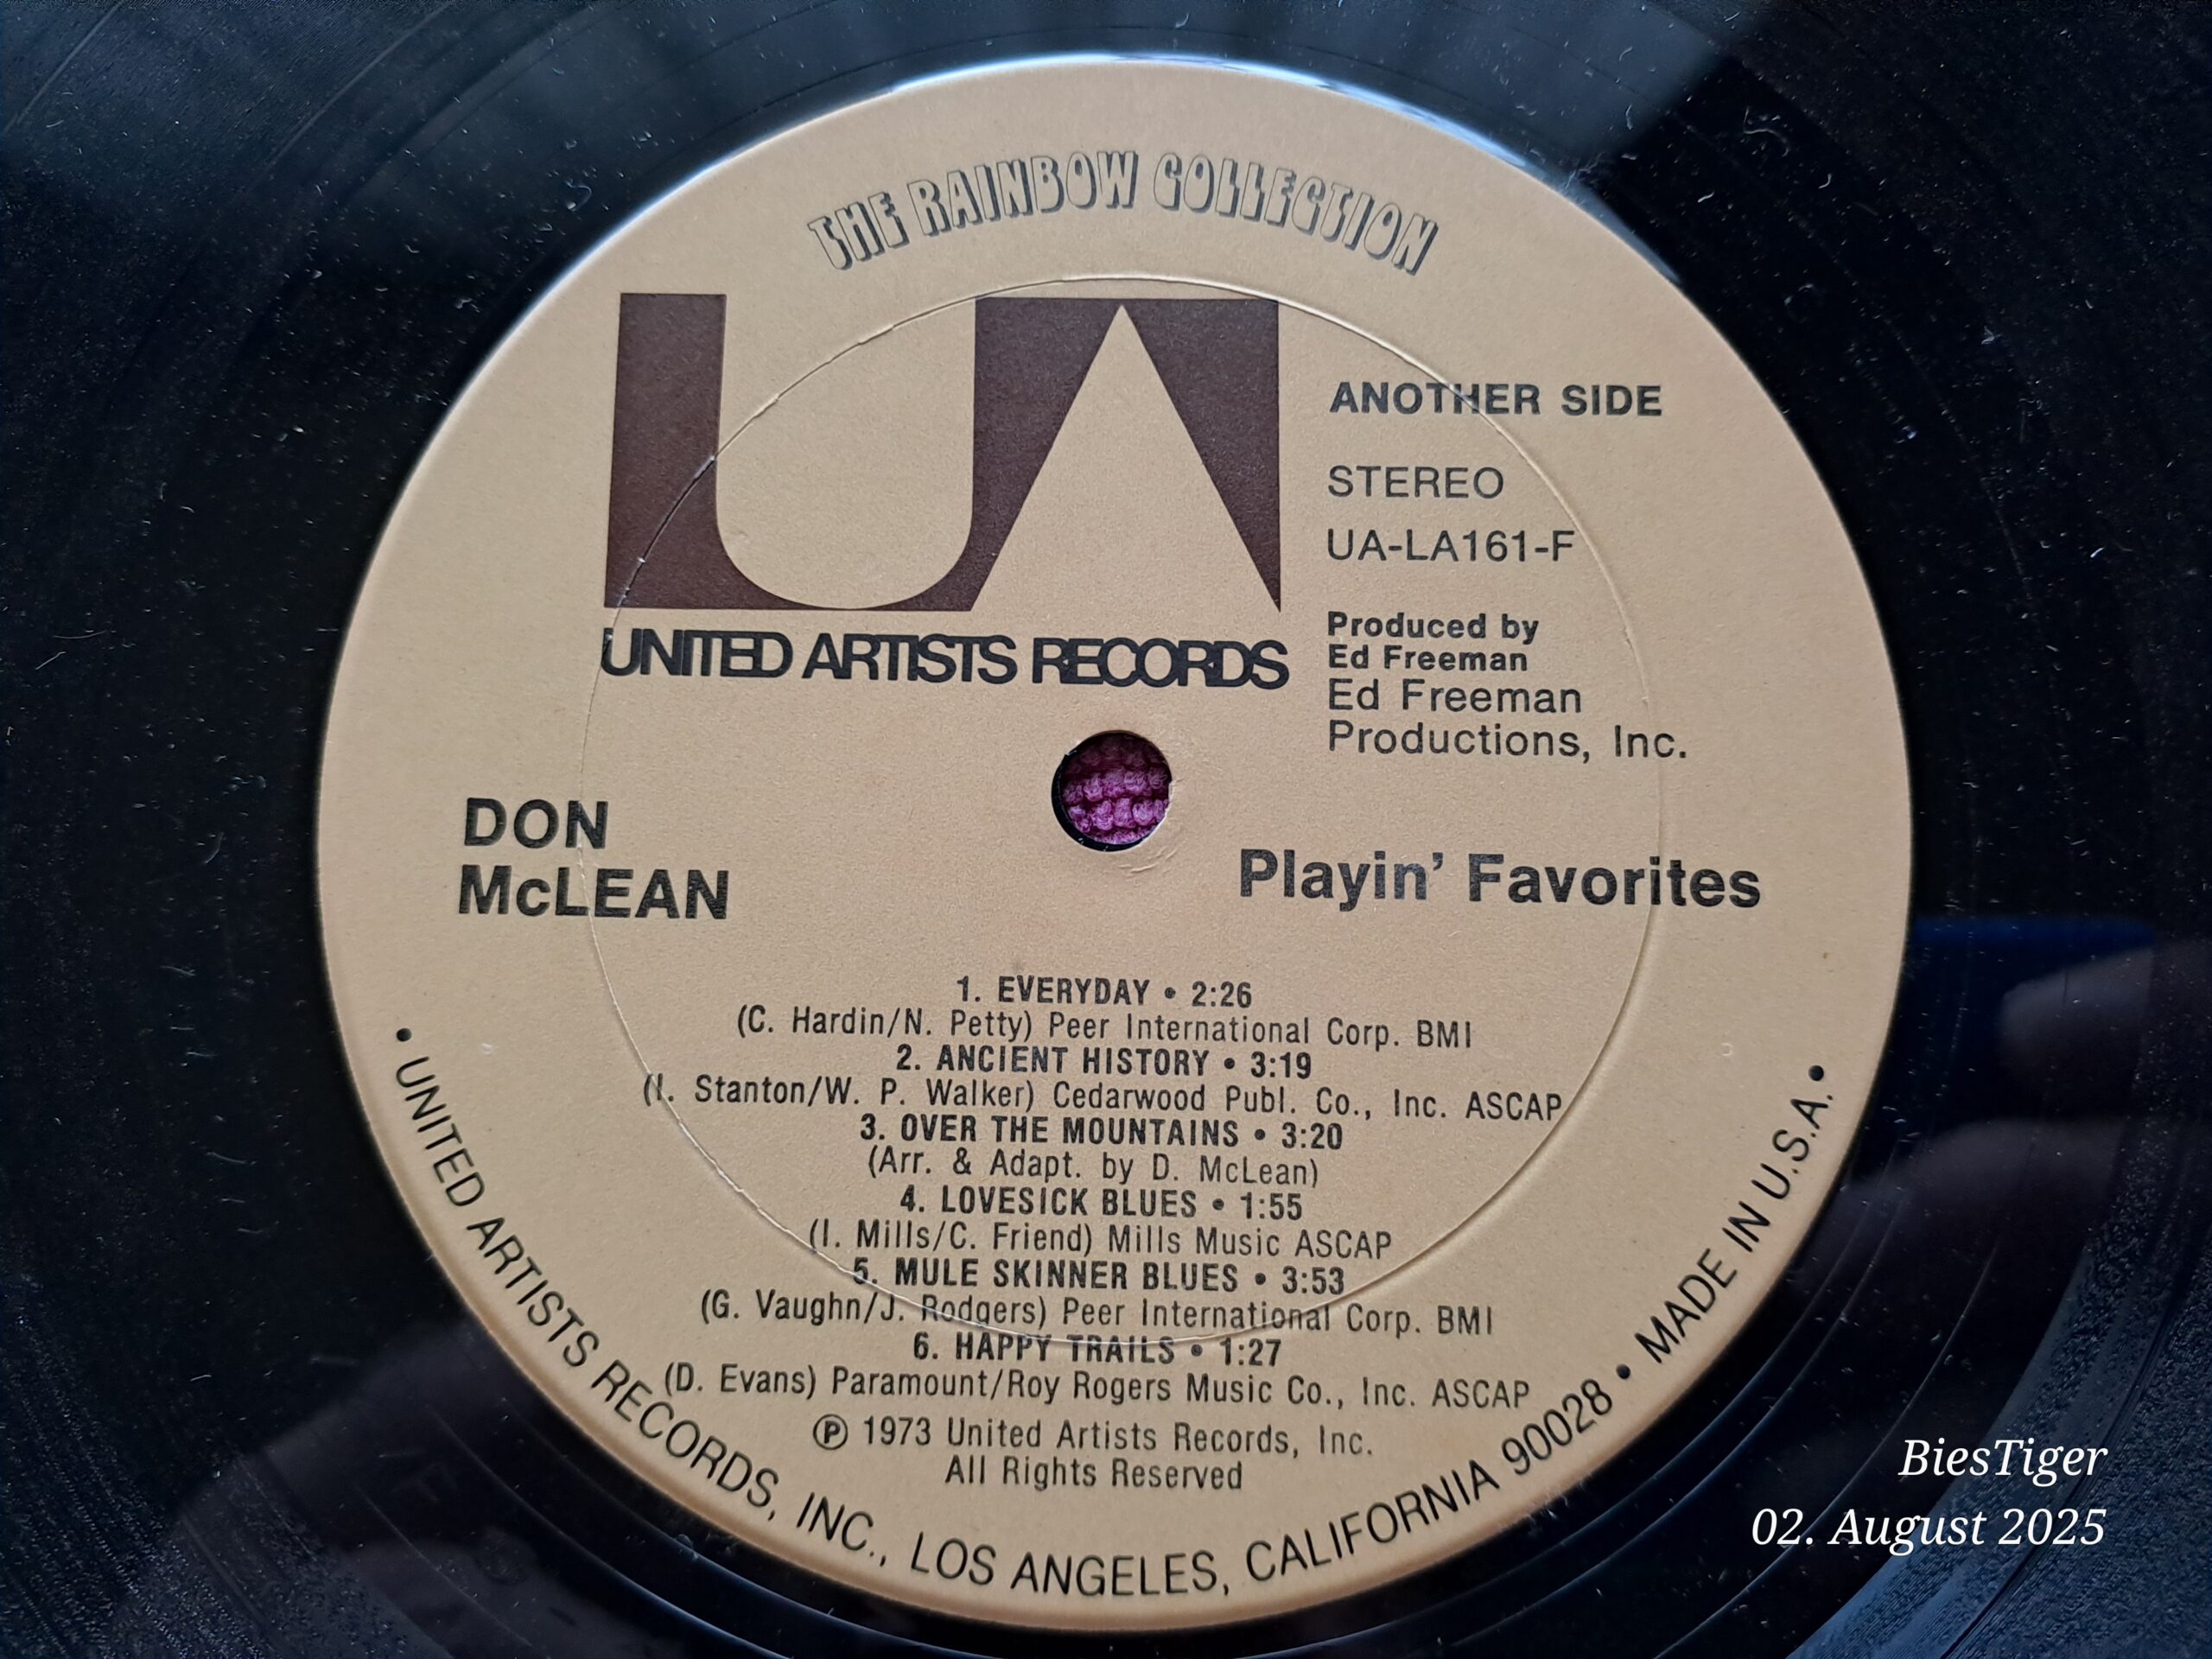 THE RAINBOW COLLECTION
UA
UNITED ARTISTS RECORDS
ANOTHER SIDE
STEREO
UA-LA161-F
Produced by
Ed Freeman
Ed Freeman
Productions, Inc.
DON
McLEAN
Playin' Favorites
1. EVERYDAY • 2:26
(C. Hardin/N. Petty) Peer International Corp. BMI
2. ANCIENT HISTORY • 3:19
(I. Stanton/W. P. Walker) Cedarwood Publ. Co., Inc. ASCAP
3. OVER THE MOUNTAINS • 3:20
(Arr. & Adapt. by D. McLean)
4. LOVESICK BLUES • 1:55
(I. Mills/C. Friend) Mills Music ASCAP
5. MULE SKINNER BLUES • 3:53
(G. Vaughn/J. Rodgers) Peer International Corp. BMI
6. HAPPY TRAILS • 1:27
(D. Evans) Paramount/Roy Rogers Music Co., Inc. ASCAP
Ⓟ 1973 United Artists Records, Inc.
All Rights Reserved
• UNITED ARTISTS RECORDS, INC., LOS ANGELES, CALIFORNIA 90028 • MADE IN U.S.A. •
BiesTiger
02. August 2025